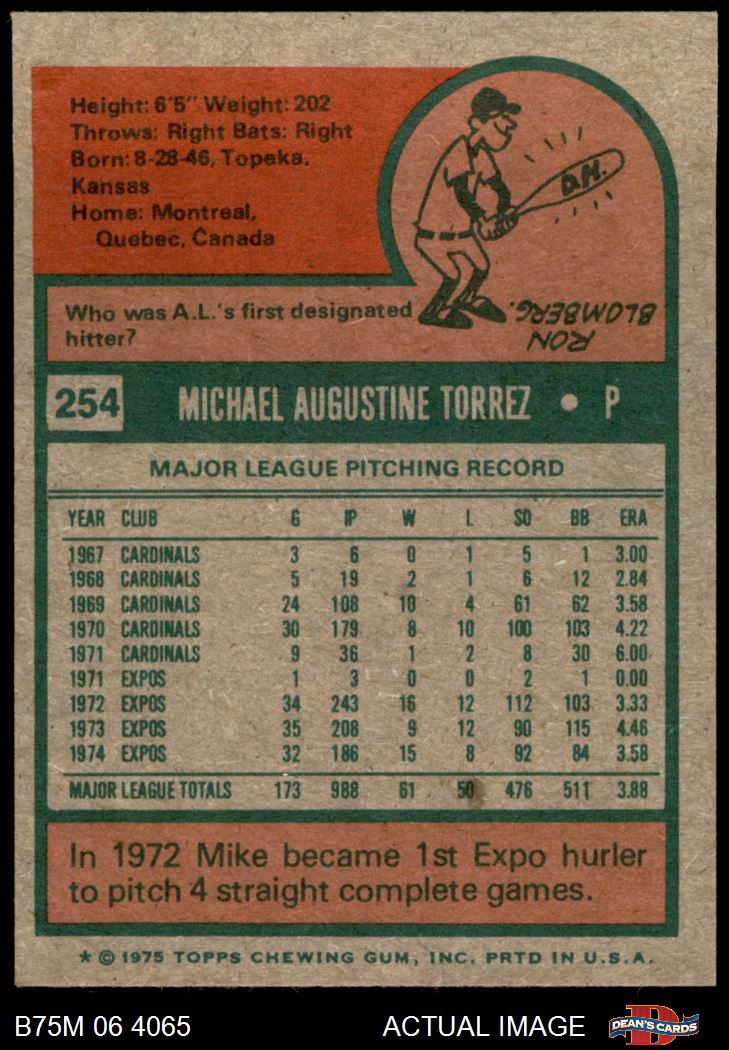 Height: 6'5" Weight: 202
Throws: Right Bats: Right
Born: 8-28-46, Topeka,
Kansas
Home: Montreal,
Quebec, Canada
D.H.
Who was A.L.'s first designated
hitter?
RON
BLOMBERG.
254 MICHAEL AUGUSTINE TORREZ • P
MAJOR LEAGUE PITCHING RECORD
YEAR CLUB G IP W L SO BB ERA
1967 CARDINALS 3 6 0 1 5 1 3.00
1968 CARDINALS 5 19 2 1 6 12 2.84
1969 CARDINALS 24 108 10 4 61 62 3.58
1970 CARDINALS 30 179 8 10 100 103 4.22
1971 CARDINALS 9 36 1 2 8 30 6.00
1971 EXPOS 1 3 0 0 2 1 0.00
1972 EXPOS 34 243 16 12 112 103 3.33
1973 EXPOS 35 208 9 12 90 115 4.46
1974 EXPOS 32 186 15 8 92 84 3.58
MAJOR LEAGUE TOTALS 173 988 61 50 476 511 3.88
In 1972 Mike became 1st Expo hurler
to pitch 4 straight complete games.
* © 1975 TOPPS CHEWING GUM, INC. PRTD IN U.S.A.
B75M 06 4065 ACTUAL IMAGE D DEAN'S CARDS